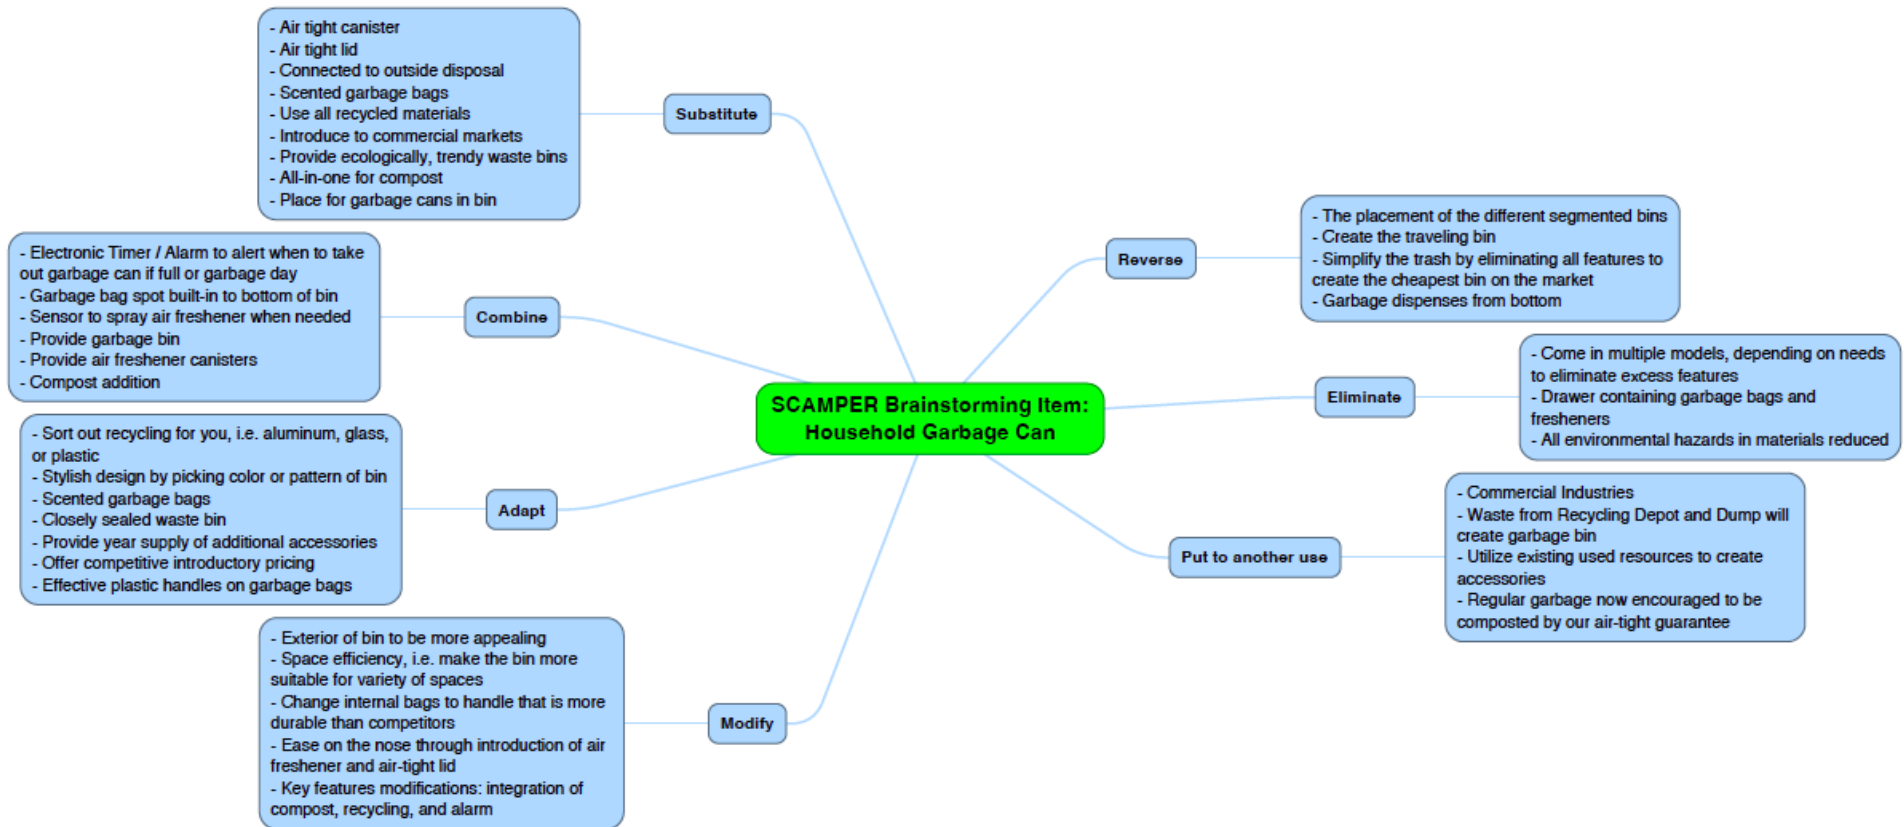 - Air tight canister
- Air tight lid
- Connected to outside disposal
- Scented garbage bags
- Use all recycled materials
- Introduce to commercial markets
- Provide ecologically, trendy waste bins
- All-in-one for compost
- Place for garbage cans in bin
Substitute
- Electronic Timer / Alarm to alert when to take
out garbage can if full or garbage day
- Garbage bag spot built-in to bottom of bin
- Sensor to spray air freshener when needed
- Provide garbage bin
- Provide air freshener canisters
- Compost addition
Combine
- Sort out recycling for you, i.e. aluminum, glass,
or plastic
- Stylish design by picking color or pattern of bin
- Scented garbage bags
- Closely sealed waste bin
- Provide year supply of additional accessories
- Offer competitive introductory pricing
- Effective plastic handles on garbage bags
Adapt
- Exterior of bin to be more appealing
- Space efficiency, i.e. make the bin more
suitable for variety of spaces
- Change internal bags to handle that is more
durable than competitors
- Ease on the nose through introduction of air
freshener and air-tight lid
- Key features modifications: integration of
compost, recycling, and alarm
Modify
SCAMPER Brainstorming Item:
Household Garbage Can
Reverse
- The placement of the different segmented bins
- Create the traveling bin
- Simplify the trash by eliminating all features to
create the cheapest bin on the market
- Garbage dispenses from bottom
Eliminate
- Come in multiple models, depending on needs
to eliminate excess features
- Drawer containing garbage bags and
fresheners
- All environmental hazards in materials reduced
Put to another use
- Commercial Industries
- Waste from Recycling Depot and Dump will
create garbage bin
- Utilize existing used resources to create
accessories
- Regular garbage now encouraged to be
composted by our air-tight guarantee